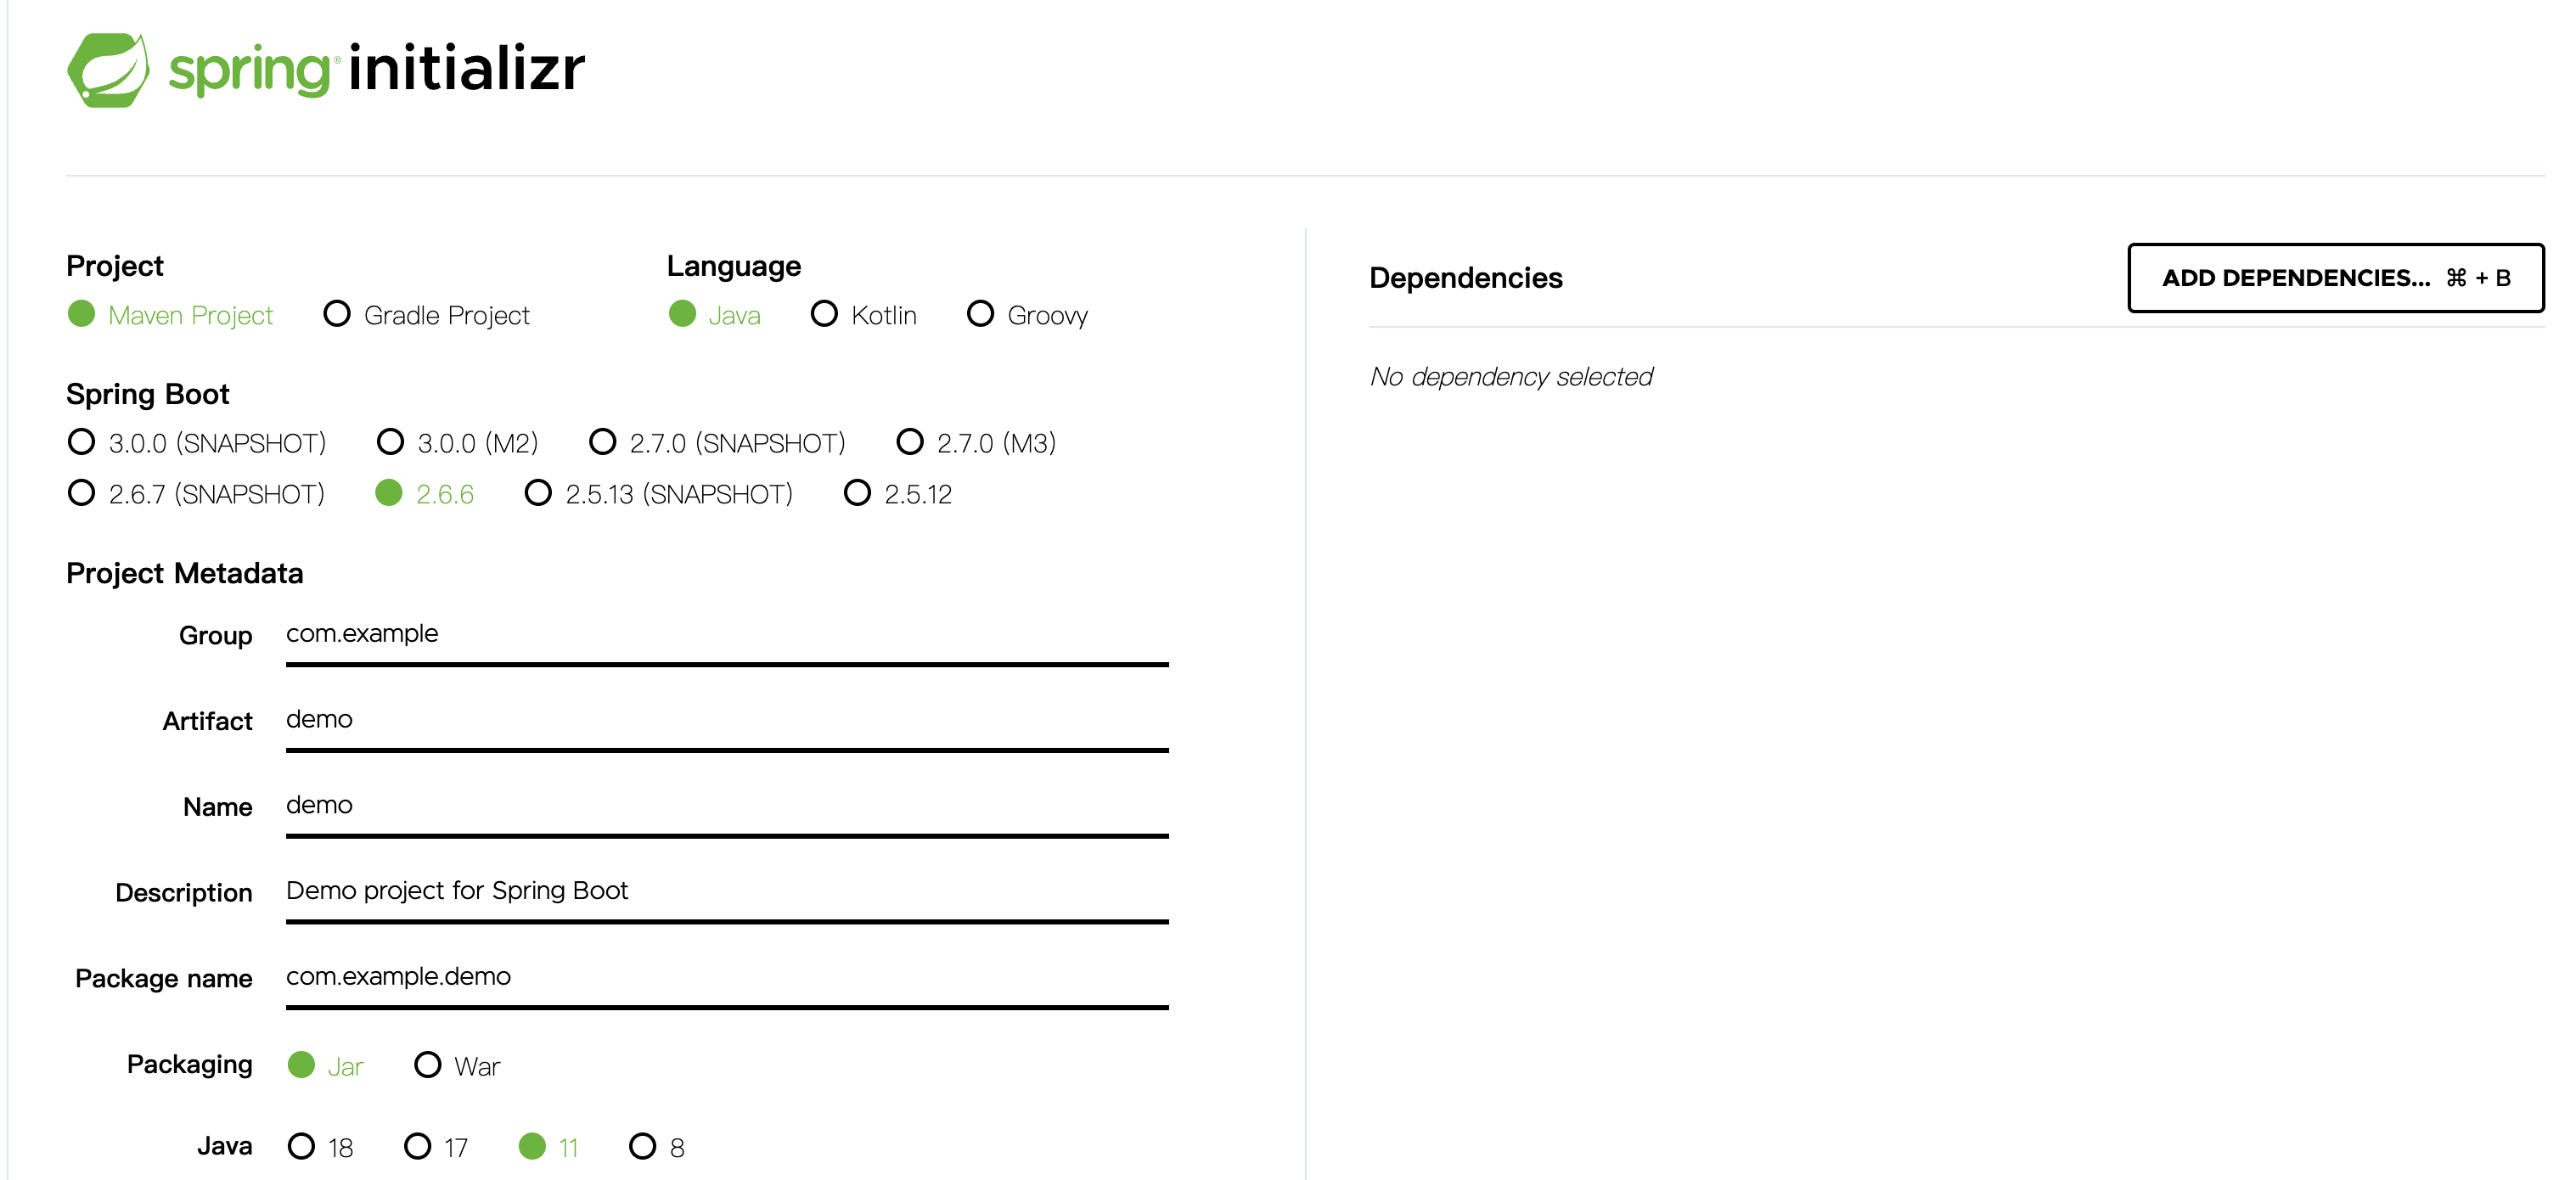 spring® initializr
Project
Maven Project Gradle Project
Language
Java Kotlin Groovy
Spring Boot
3.0.0 (SNAPSHOT) 3.0.0 (M2) 2.7.0 (SNAPSHOT) 2.7.0 (M3)
2.6.7 (SNAPSHOT) 2.6.6 2.5.13 (SNAPSHOT) 2.5.12
Project Metadata
Group com.example
Artifact demo
Name demo
Description Demo project for Spring Boot
Package name com.example.demo
Packaging Jar War
Java 18 17 11 8
Dependencies
ADD DEPENDENCIES... ⌘ + B
No dependency selected